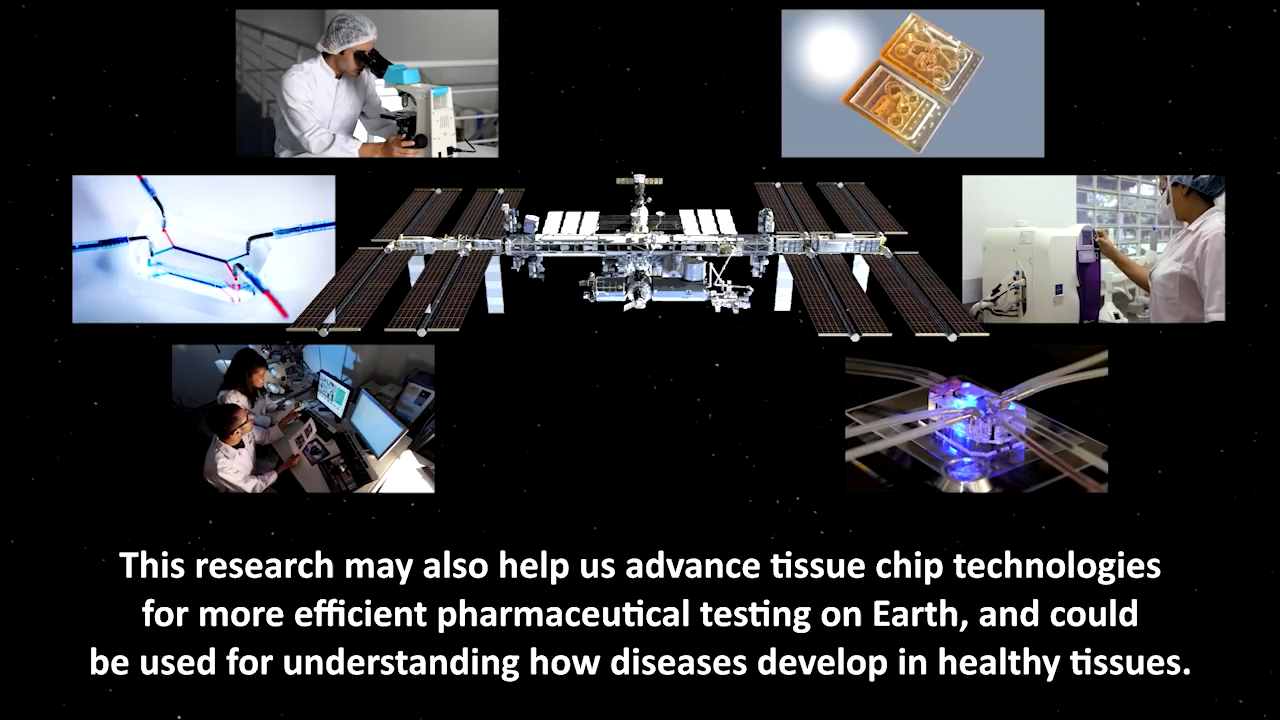 This research may also help us advance tissue chip technologies
for more efficient pharmaceutical testing on Earth, and could
be used for understanding how diseases develop in healthy tissues.